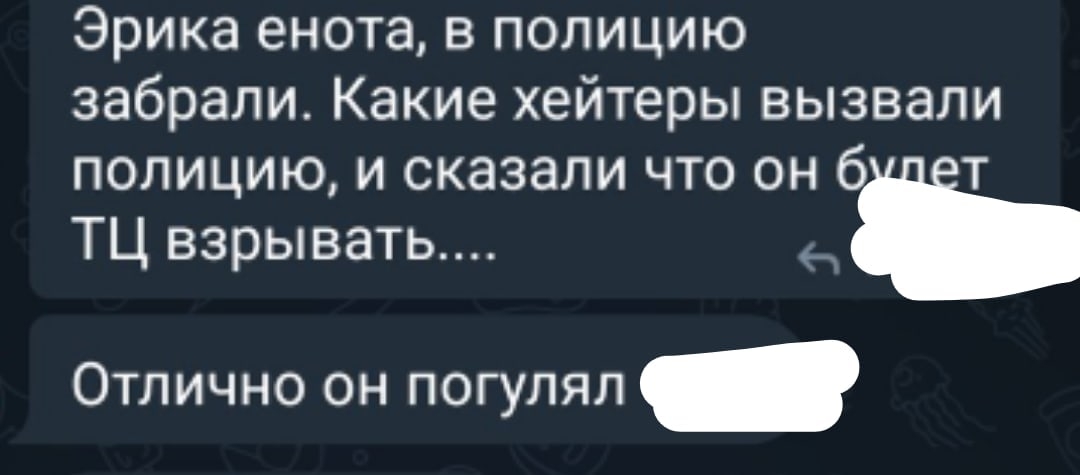 Эрика енота, в полицию
забрали. Какие хейтеры вызвали
полицию, и сказали что он будет
ТЦ взрывать....
Отлично он погулял